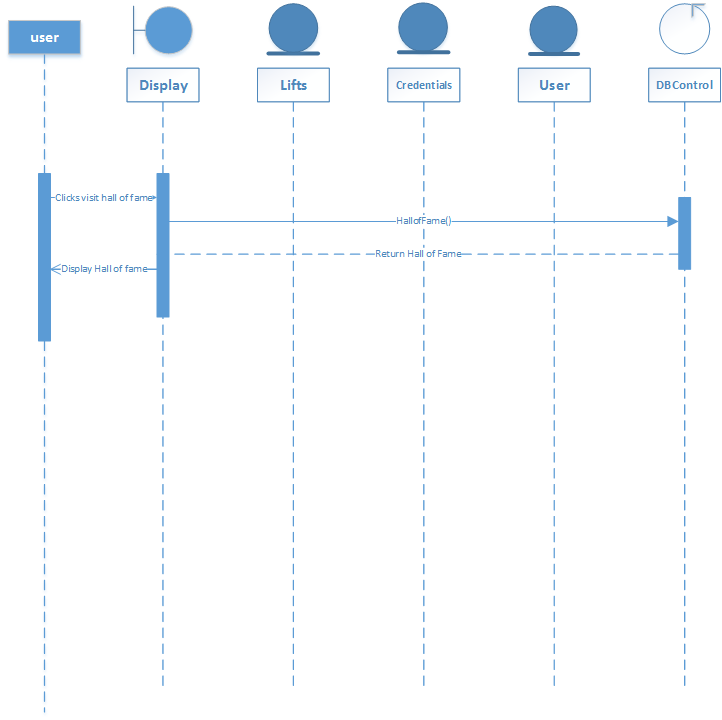 user
Display
Lifts
Credentials
User
DBControl
Clicks visit hall of fame
HallofFame()
Return Hall of Fame
Display Hall of fame